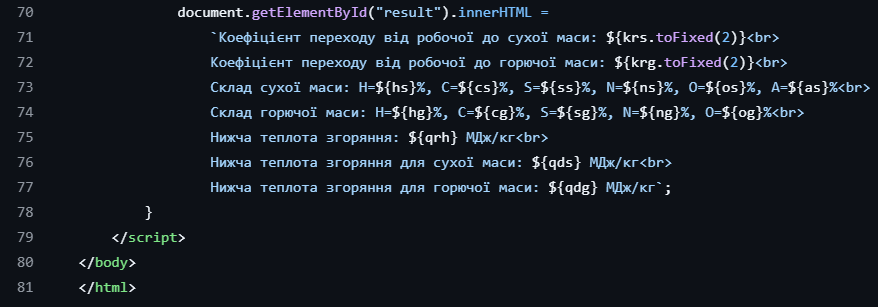 70 document.getElementById("result").innerHTML =
71 `Коефіцієнт переходу від робочої до сухої маси: ${krs.toFixed(2)}<br>
72 Коефіцієнт переходу від робочої до горючої маси: ${krg.toFixed(2)}<br>
73 Склад сухої маси: H=${hs}%, C=${cs}%, S=${ss}%, N=${ns}%, O=${os}%, A=${as}%<br>
74 Склад горючої маси: H=${hg}%, C=${cg}%, S=${sg}%, N=${ng}%, O=${og}%<br>
75 Нижча теплота згоряння: ${qrh} МДж/кг<br>
76 Нижча теплота згоряння для сухої маси: ${qds} МДж/кг<br>
77 Нижча теплота згоряння для горючої маси: ${qdg} МДж/кг`;
78 }
79 </script>
80 </body>
81 </html>